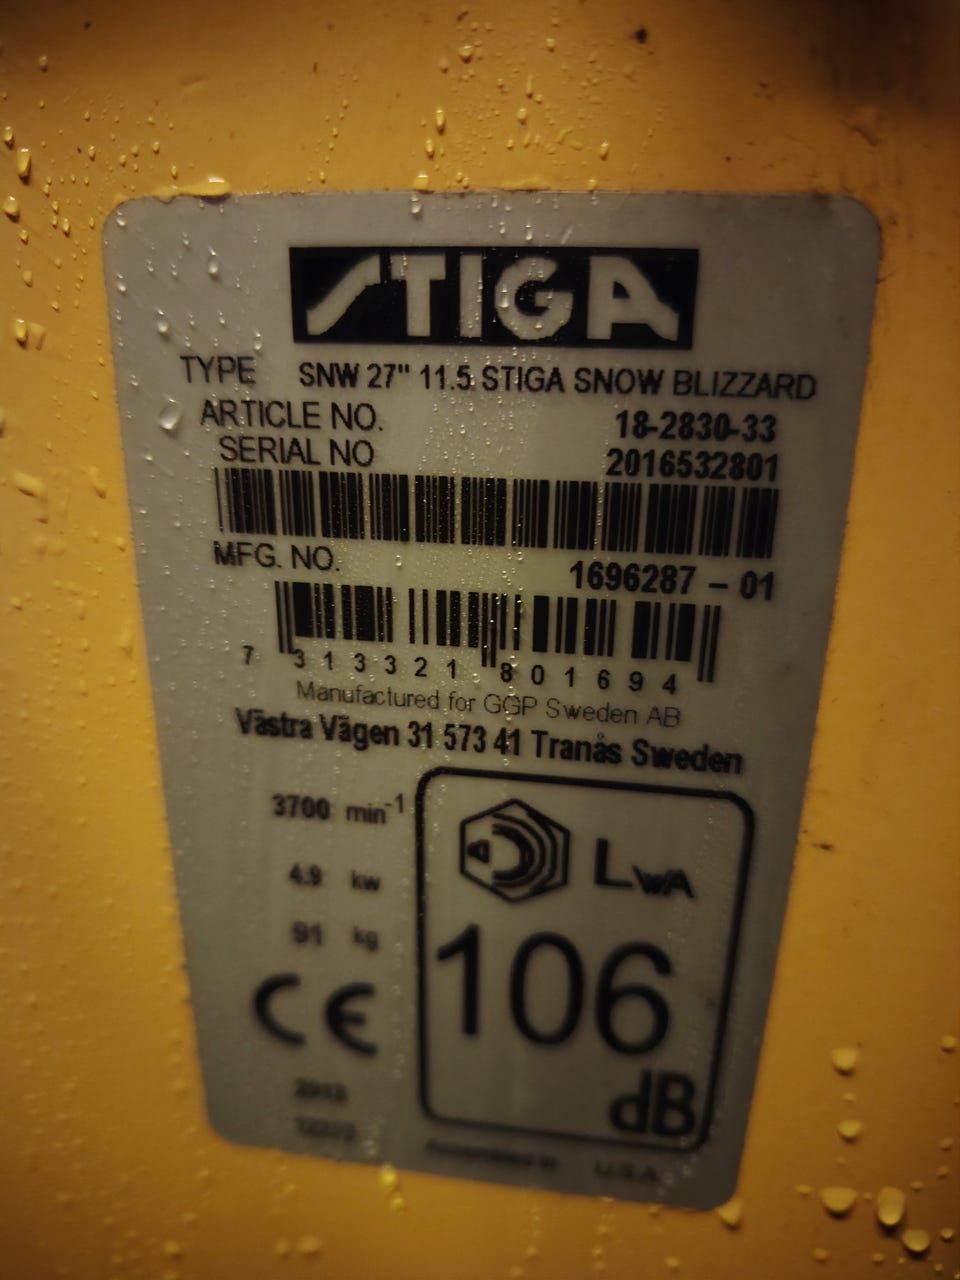 STIGA
TYPE SNW 27" 11.5 STIGA SNOW BLIZZARD
ARTICLE NO. 18-2830-33
SERIAL NO 2016532801
MFG. NO. 1696287 - 01
7 313321 801694
Manufactured for GGP Sweden AB
Västra Vägen 31 573 41 Tranås Sweden
3700 min-1
4.9 kw
91 kg
CE
LWA
106
dB
Assembled in U.S.A.